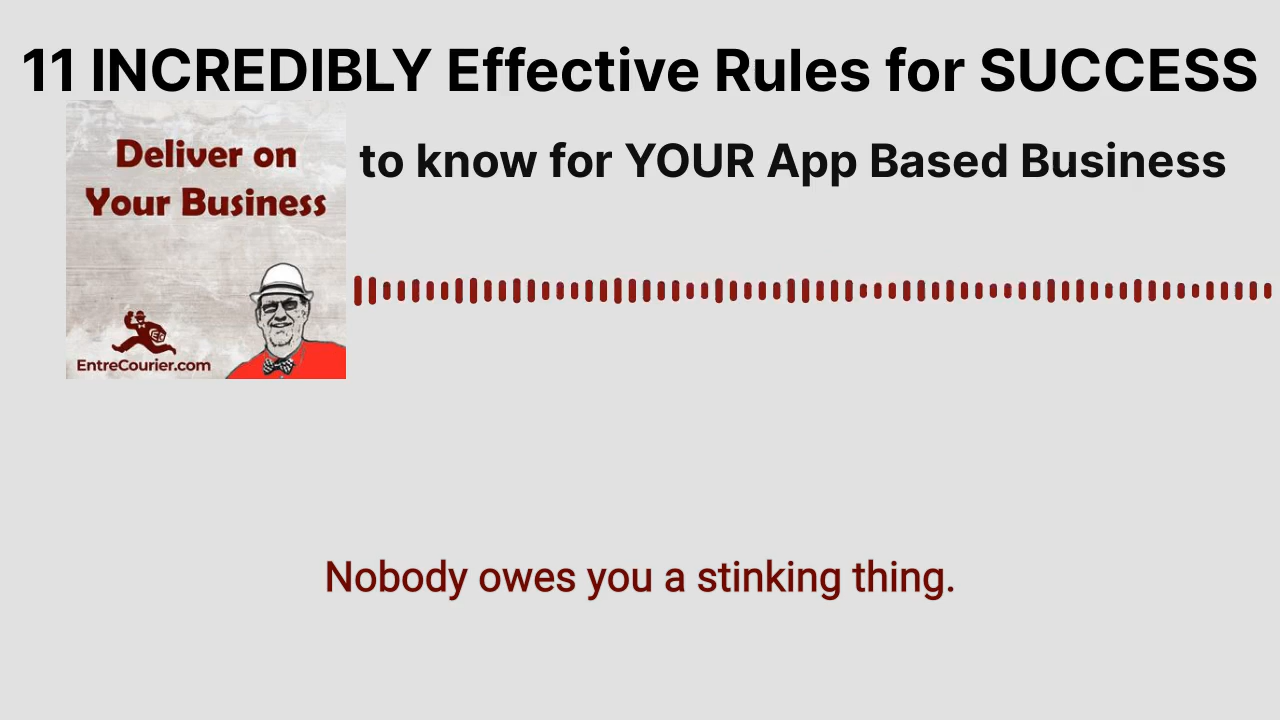 11 INCREDIBLY Effective Rules for SUCCESS
Deliver on
Your Business
to know for YOUR App Based Business
EntreCourier.com
Nobody owes you a stinking thing.